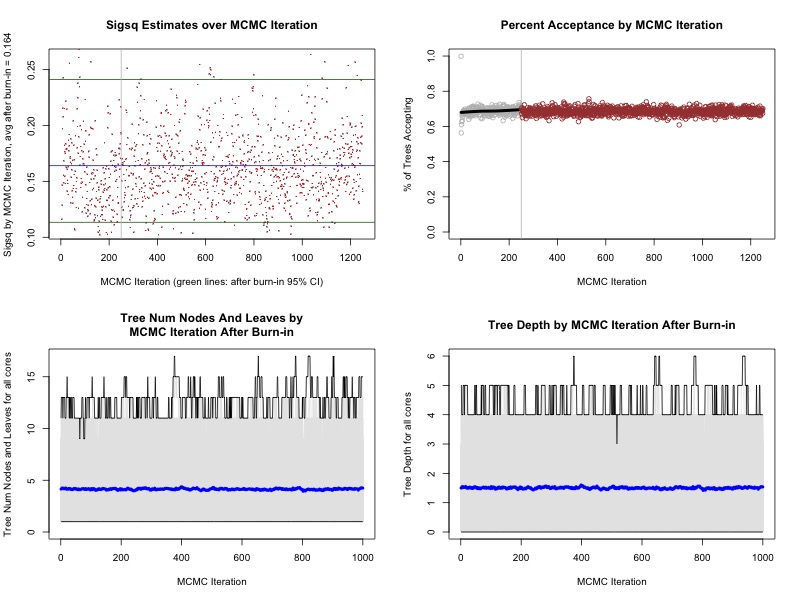 Sigsq Estimates over MCMC Iteration
Sigsq by MCMC Iteration, avg after burn-in = 0.164
0.25
0.20
0.15
0.10
0 200 400 600 800 1000 1200
MCMC Iteration (green lines: after burn-in 95% CI)
Percent Acceptance by MCMC Iteration
% of Trees Accepting
1.0
0.8
0.6
0.4
0.2
0.0
0 200 400 600 800 1000 1200
MCMC Iteration
Tree Num Nodes And Leaves by
MCMC Iteration After Burn-in
Tree Num Nodes and Leaves for all cores
15
10
5
0
0 200 400 600 800 1000
MCMC Iteration
Tree Depth by MCMC Iteration After Burn-in
Tree Depth for all cores
6
5
4
3
2
1
0
0 200 400 600 800 1000
MCMC Iteration